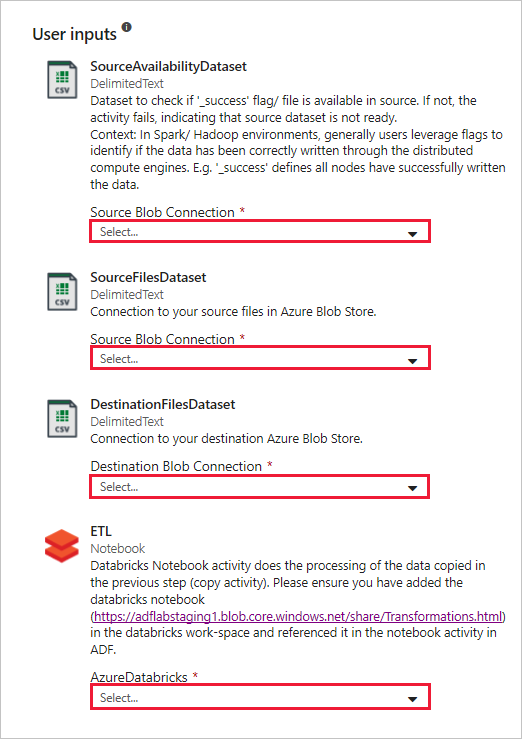 User inputs
SourceAvailabilityDataset
DelimitedText
Dataset to check if '_success' flag/ file is available in source. If not, the
activity fails, indicating that source dataset is not ready.
Context: In Spark/ Hadoop environments, generally users leverage flags to
identify if the data has been correctly written through the distributed
compute engines. E.g. '_success' defines all nodes have successfully written
the data.
Source Blob Connection *
Select...
SourceFilesDataset
DelimitedText
Connection to your source files in Azure Blob Store.
Source Blob Connection *
Select...
DestinationFilesDataset
DelimitedText
Connection to your destination Azure Blob Store.
Destination Blob Connection *
Select...
ETL
Notebook
Databricks Notebook activity does the processing of the data copied in
the previous step (copy activity). Please ensure you have added the
databricks notebook
(https://adflabstaging1.blob.core.windows.net/share/Transformations.html)
in the databricks work-space and referenced it in the notebook activity in
ADF.
AzureDatabricks *
Select...
CSV
CSV
CSV